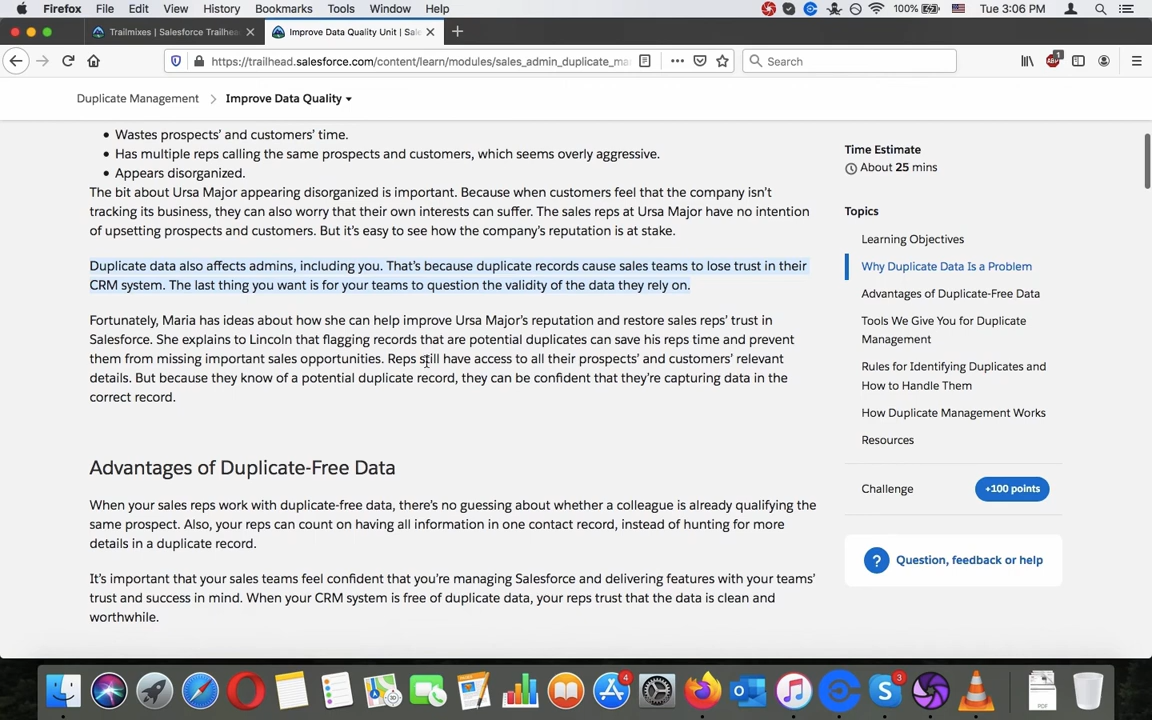 Firefox File Edit View History Bookmarks Tools Window Help 100% Tue 3:06 PM
Trailmixes | Salesforce Trailhea
Improve Data Quality Unit | Sale
https://trailhead.salesforce.com/content/learn/modules/sales_admin_duplicate_ma
Search
1
Duplicate Management > Improve Data Quality
• Wastes prospects’ and customers’ time.
• Has multiple reps calling the same prospects and customers, which seems overly aggressive.
• Appears disorganized.
The bit about Ursa Major appearing disorganized is important. Because when customers feel that the company isn’t
tracking its business, they can also worry that their own interests can suffer. The sales reps at Ursa Major have no intention
of upsetting prospects and customers. But it’s easy to see how the company’s reputation is at stake.
Duplicate data also affects admins, including you. That’s because duplicate records cause sales teams to lose trust in their
CRM system. The last thing you want is for your teams to question the validity of the data they rely on.
Fortunately, Maria has ideas about how she can help improve Ursa Major’s reputation and restore sales reps’ trust in
Salesforce. She explains to Lincoln that flagging records that are potential duplicates can save his reps time and prevent
them from missing important sales opportunities. Reps still have access to all their prospects’ and customers’ relevant
details. But because they know of a potential duplicate record, they can be confident that they’re capturing data in the
correct record.
Advantages of Duplicate-Free Data
When your sales reps work with duplicate-free data, there’s no guessing about whether a colleague is already qualifying the
same prospect. Also, your reps can count on having all information in one contact record, instead of hunting for more
details in a duplicate record.
It’s important that your sales teams feel confident that you’re managing Salesforce and delivering features with your teams’
trust and success in mind. When your CRM system is free of duplicate data, your reps trust that the data is clean and
worthwhile.
Time Estimate
About 25 mins
Topics
Learning Objectives
Why Duplicate Data Is a Problem
Advantages of Duplicate-Free Data
Tools We Give You for Duplicate
Management
Rules for Identifying Duplicates and
How to Handle Them
How Duplicate Management Works
Resources
Challenge +100 points
? Question, feedback or help
4
3
PDF